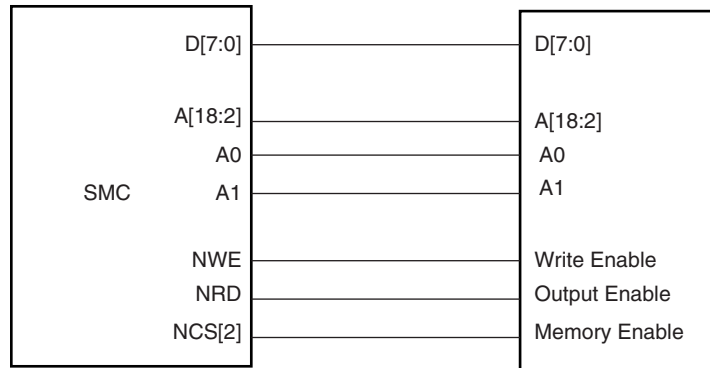 D[7:0] D[7:0]
A[18:2] A[18:2]
A0 A0
SMC A1 A1
NWE Write Enable
NRD Output Enable
NCS[2] Memory Enable